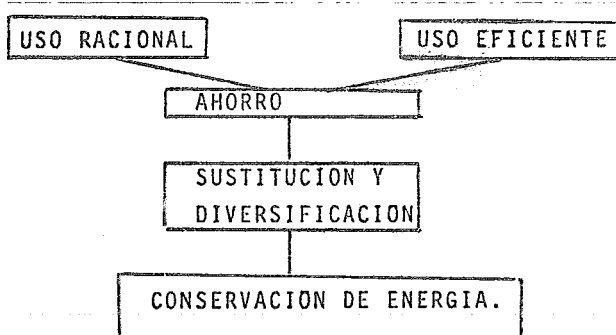 USO RACIONAL
USO EFICIENTE
AHORRO
SUSTITUCION Y
DIVERSIFICACION
CONSERVACION DE ENERGIA.